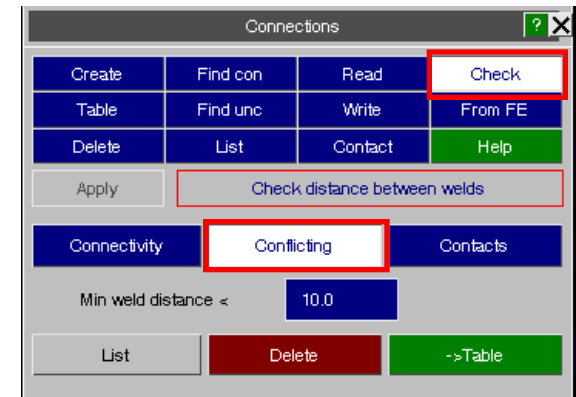 Connections ? X
Create Find con Read Check
Table Find unc Write From FE
Delete List Contact Help
Apply Check distance between welds
Connectivity Conflicting Contacts
Min weld distance < 10.0
List Delete ->Table